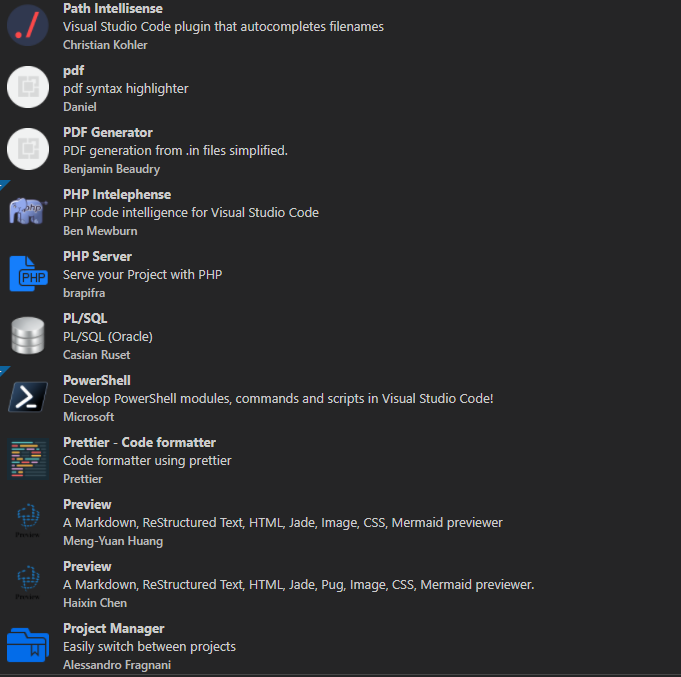 Path Intellisense
Visual Studio Code plugin that autocompletes filenames
Christian Kohler
pdf
pdf syntax highlighter
Daniel
PDF Generator
PDF generation from .in files simplified.
Benjamin Beaudry
php
PHP Intelephense
PHP code intelligence for Visual Studio Code
Ben Mewburn
PHP
PHP Server
Serve your Project with PHP
brapifra
PL/SQL
PL/SQL (Oracle)
Casian Ruset
PowerShell
Develop PowerShell modules, commands and scripts in Visual Studio Code!
Microsoft
Prettier - Code formatter
Code formatter using prettier
Prettier
Preview
Preview
A Markdown, ReStructured Text, HTML, Jade, Image, CSS, Mermaid previewer
Meng-Yuan Huang
Preview
Preview
A Markdown, ReStructured Text, HTML, Jade, Pug, Image, CSS, Mermaid previewer.
Haixin Chen
Project Manager
Easily switch between projects
Alessandro Fragnani